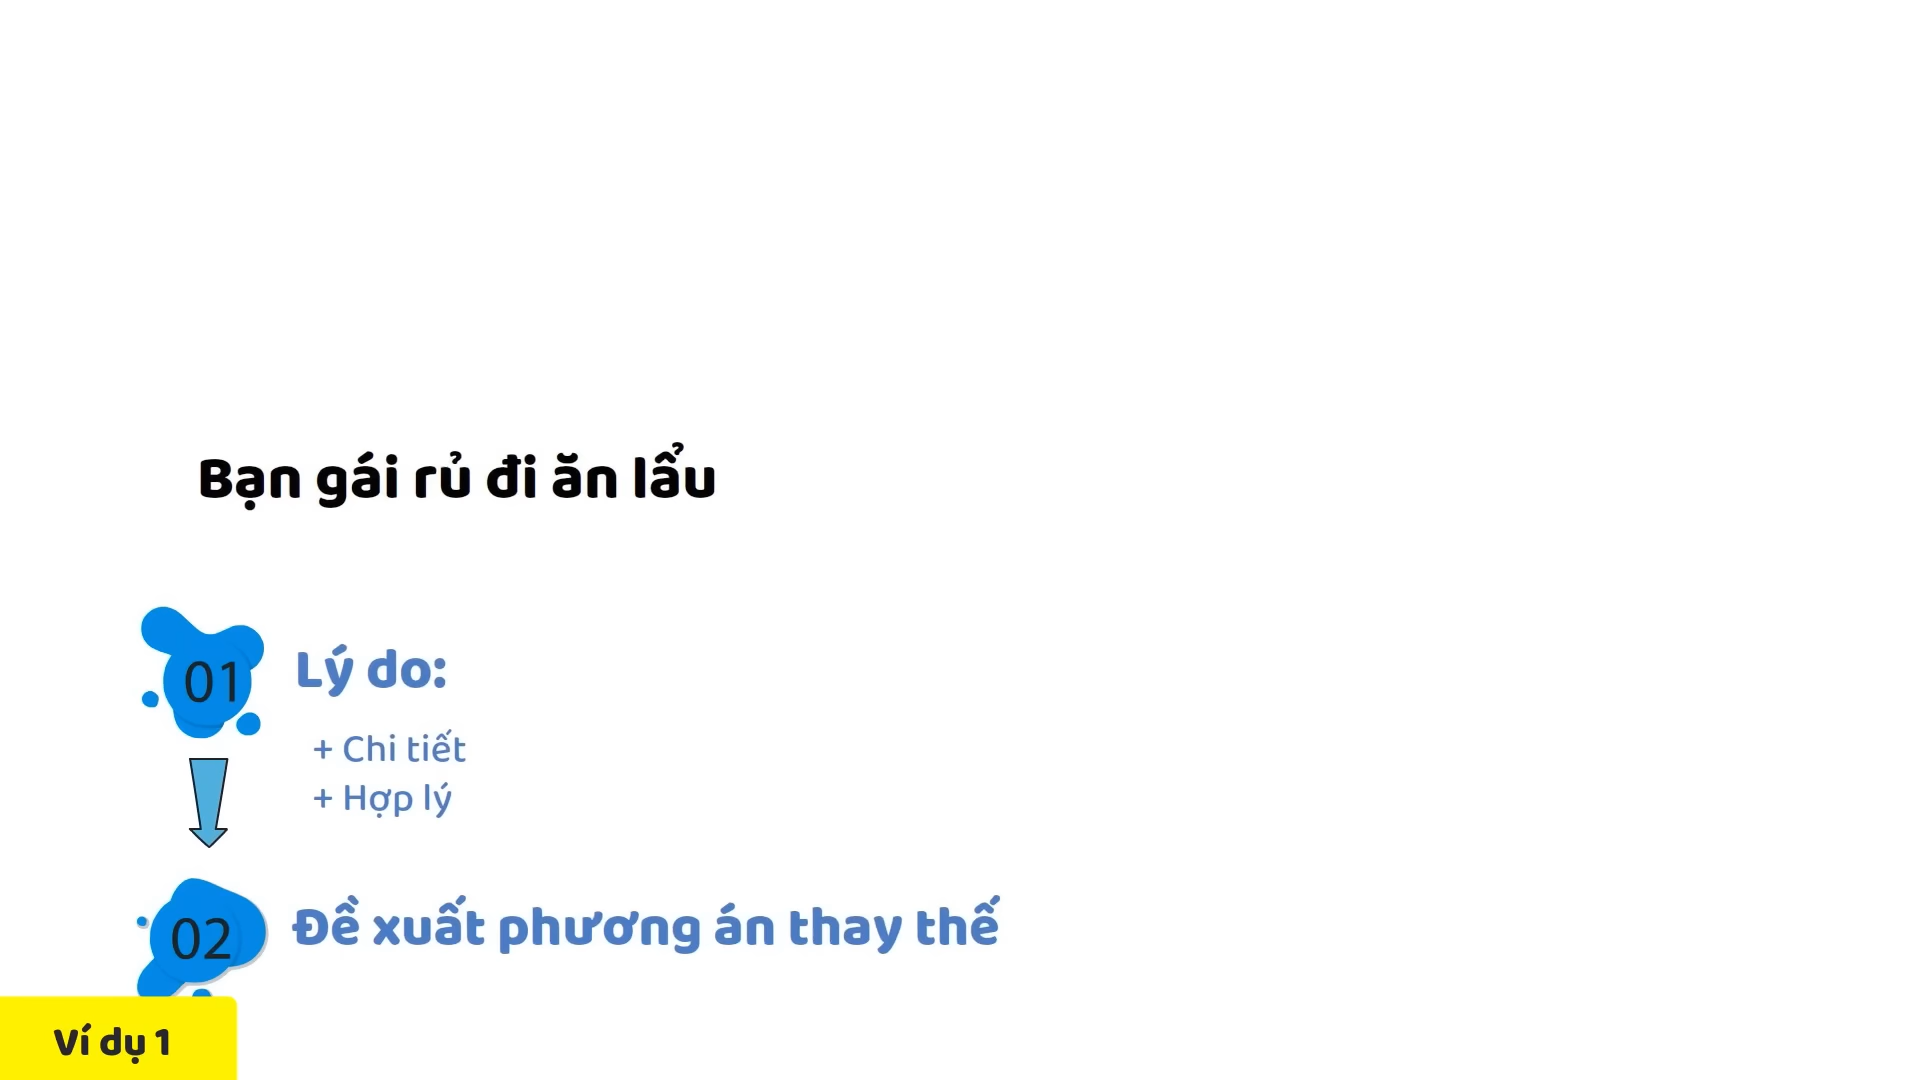 Bạn gái rủ đi ăn lẩu
01
Lý do:
+ Chi tiết
+ Hợp lý
02
Đề xuất phương án thay thế
Ví dụ 1